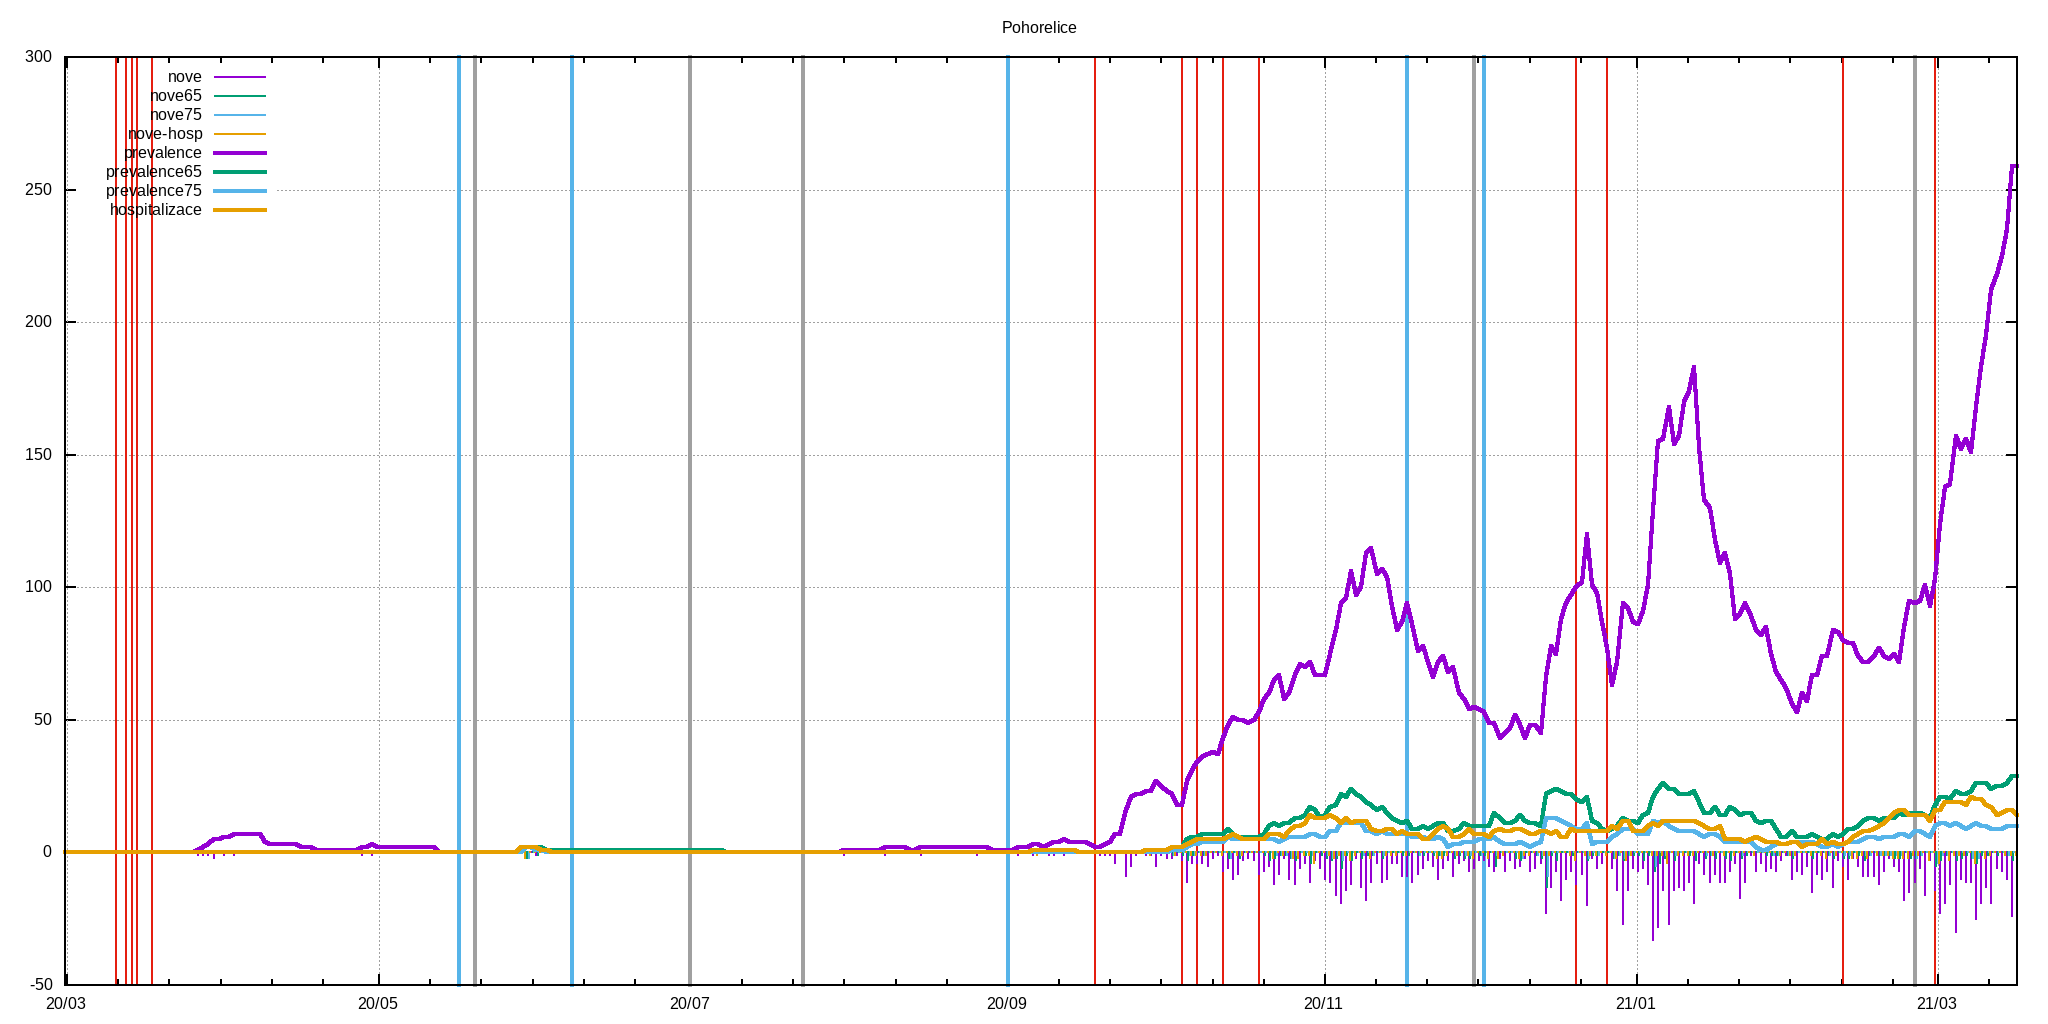 Pohorelice
300
250
200
150
100
50
0
-50
nove
nove65
nove75
nove-hosp
prevalence
prevalence65
prevalence75
hospitalizace
20/03
20/05
20/07
20/09
20/11
21/01
21/03